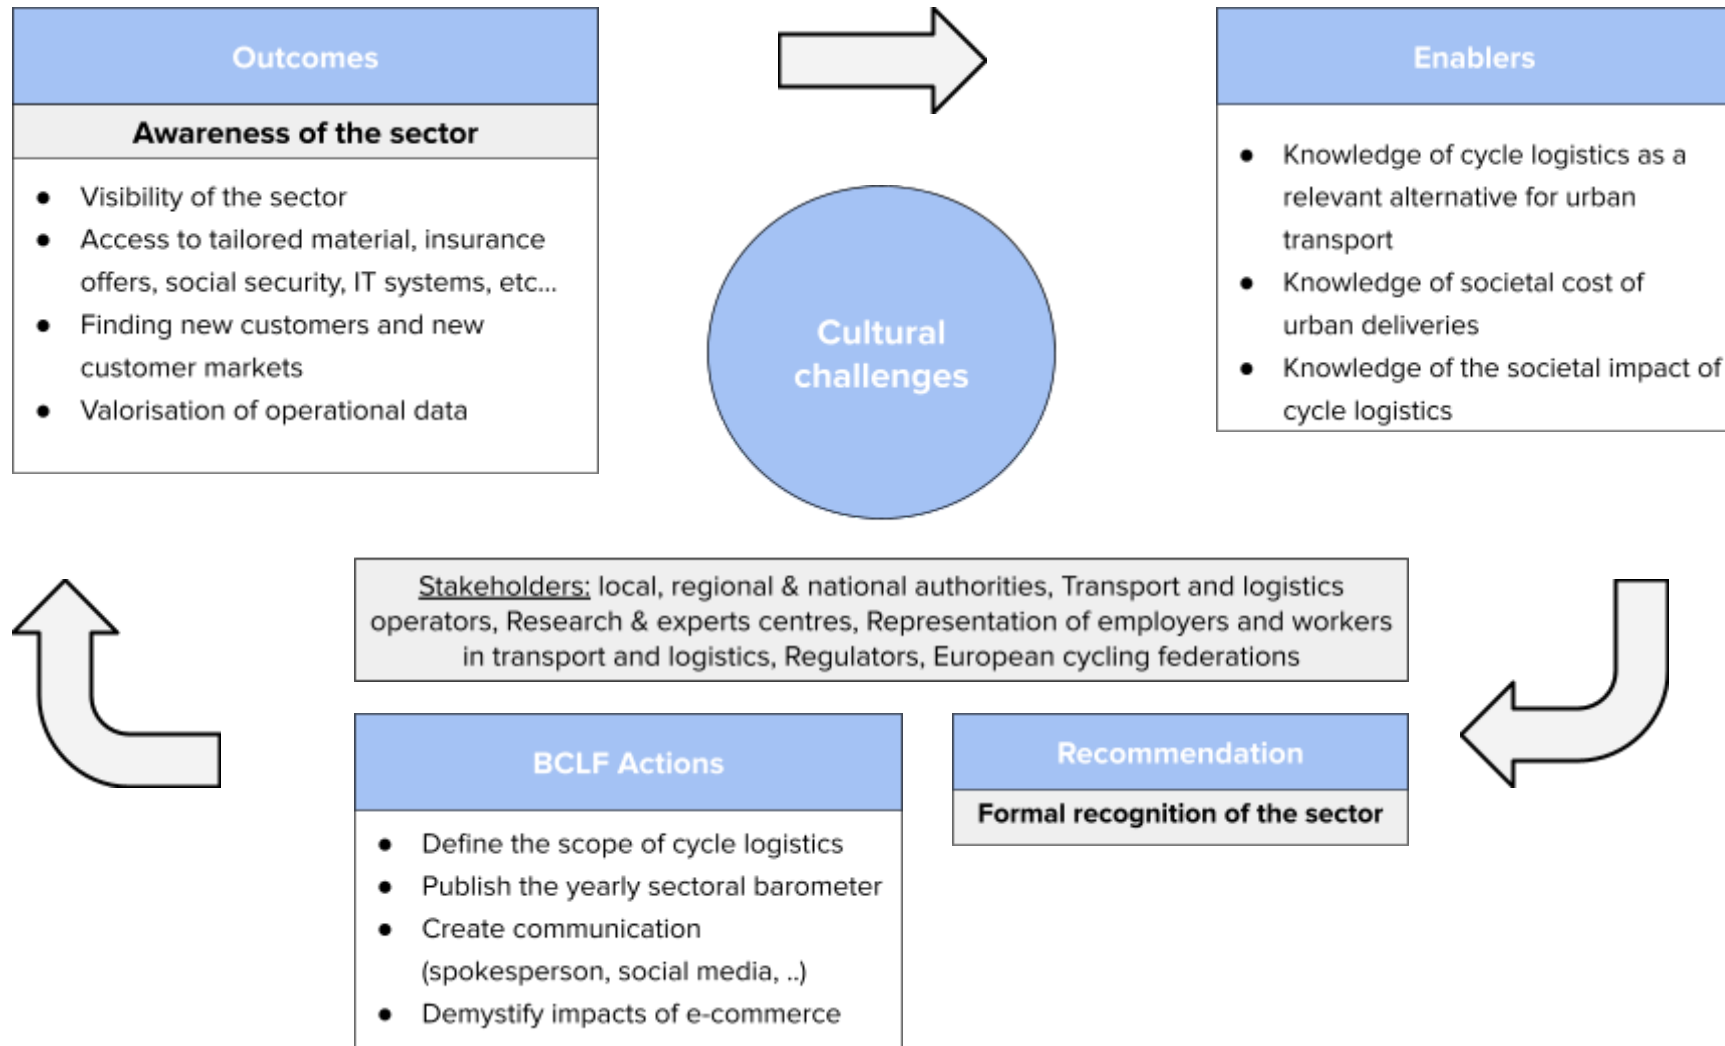 Outcomes
Awareness of the sector
● Visibility of the sector
● Access to tailored material, insurance
offers, social security, IT systems, etc...
● Finding new customers and new
customer markets
● Valorisation of operational data
Enablers
● Knowledge of cycle logistics as a
relevant alternative for urban
transport
● Knowledge of societal cost of
urban deliveries
● Knowledge of the societal impact of
cycle logistics
Cultural
challenges
Stakeholders: local, regional & national authorities, Transport and logistics
operators, Research & experts centres, Representation of employers and workers
in transport and logistics, Regulators, European cycling federations
BCLF Actions
● Define the scope of cycle logistics
● Publish the yearly sectoral barometer
● Create communication
(spokesperson, social media, ..)
● Demystify impacts of e-commerce
Recommendation
Formal recognition of the sector